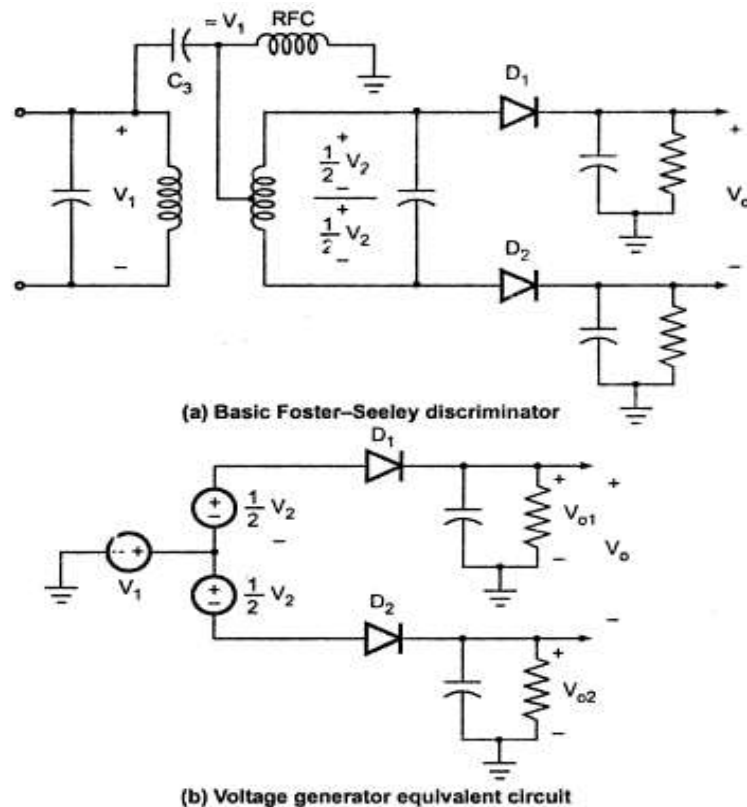 ≈ V₁ RFC
C₃
D₁
+
+
V₁
−
+
1/2 V₂
−
+
1/2 V₂
−
Vₒ
D₂
−
(a) Basic Foster–Seeley discriminator
D₁
+
−
1/2 V₂
−
+
Vₒ₁
−
+
Vₒ
− +
V₁
+
−
1/2 V₂
D₂
−
+
Vₒ₂
−
(b) Voltage generator equivalent circuit